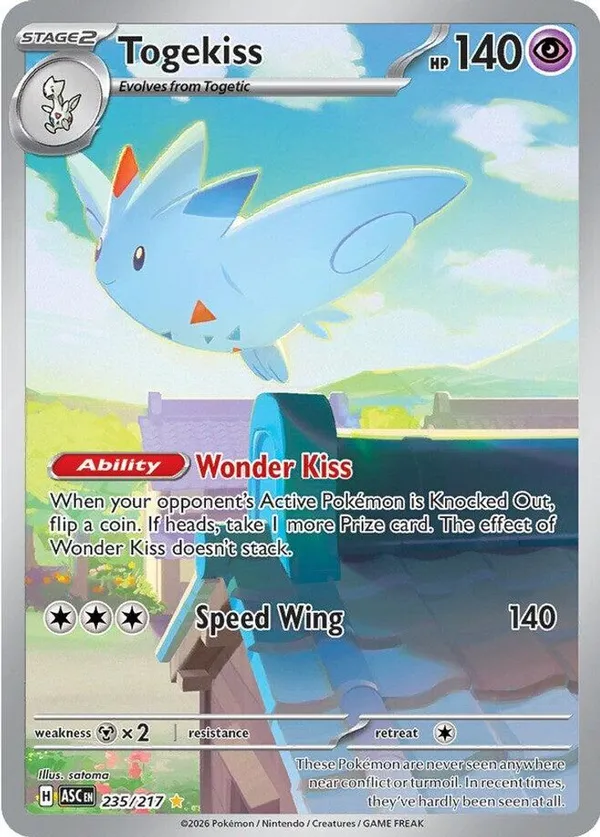 STAGE2 Togekiss HP 140
Evolves from Togetic
Ability Wonder Kiss
When your opponent's Active Pokémon is Knocked Out,
flip a coin. If heads, take 1 more Prize card. The effect of
Wonder Kiss doesn't stack.
Speed Wing 140
weakness ×2 resistance retreat
Illus. satoma
These Pokémon are never seen anywhere
near conflict or turmoil. In recent times,
they've hardly been seen at all.
H ASC EN 235/217
©2026 Pokémon / Nintendo / Creatures / GAME FREAK